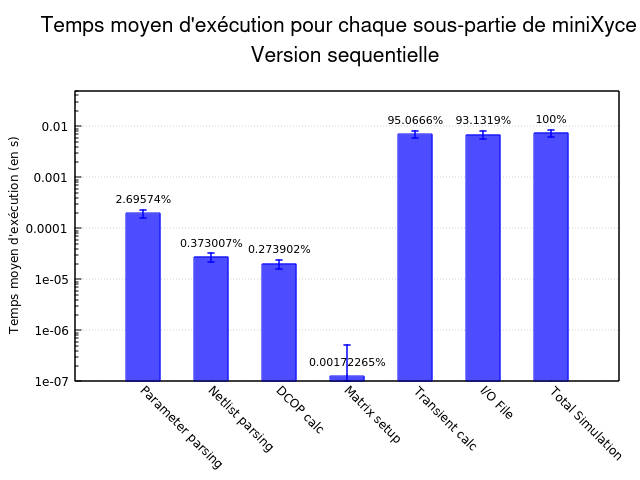 Temps moyen d'exécution pour chaque sous-partie de miniXyce
Version sequentielle
Temps moyen d'exécution (en s)
0.01
0.001
0.0001
1e-05
1e-06
1e-07
2.69574%
0.373007%
0.273902%
0.00172265%
95.0666%
93.1319%
100%
Parameter parsing
Netlist parsing
DCOP calc
Matrix setup
Transient calc
I/O File
Total Simulation